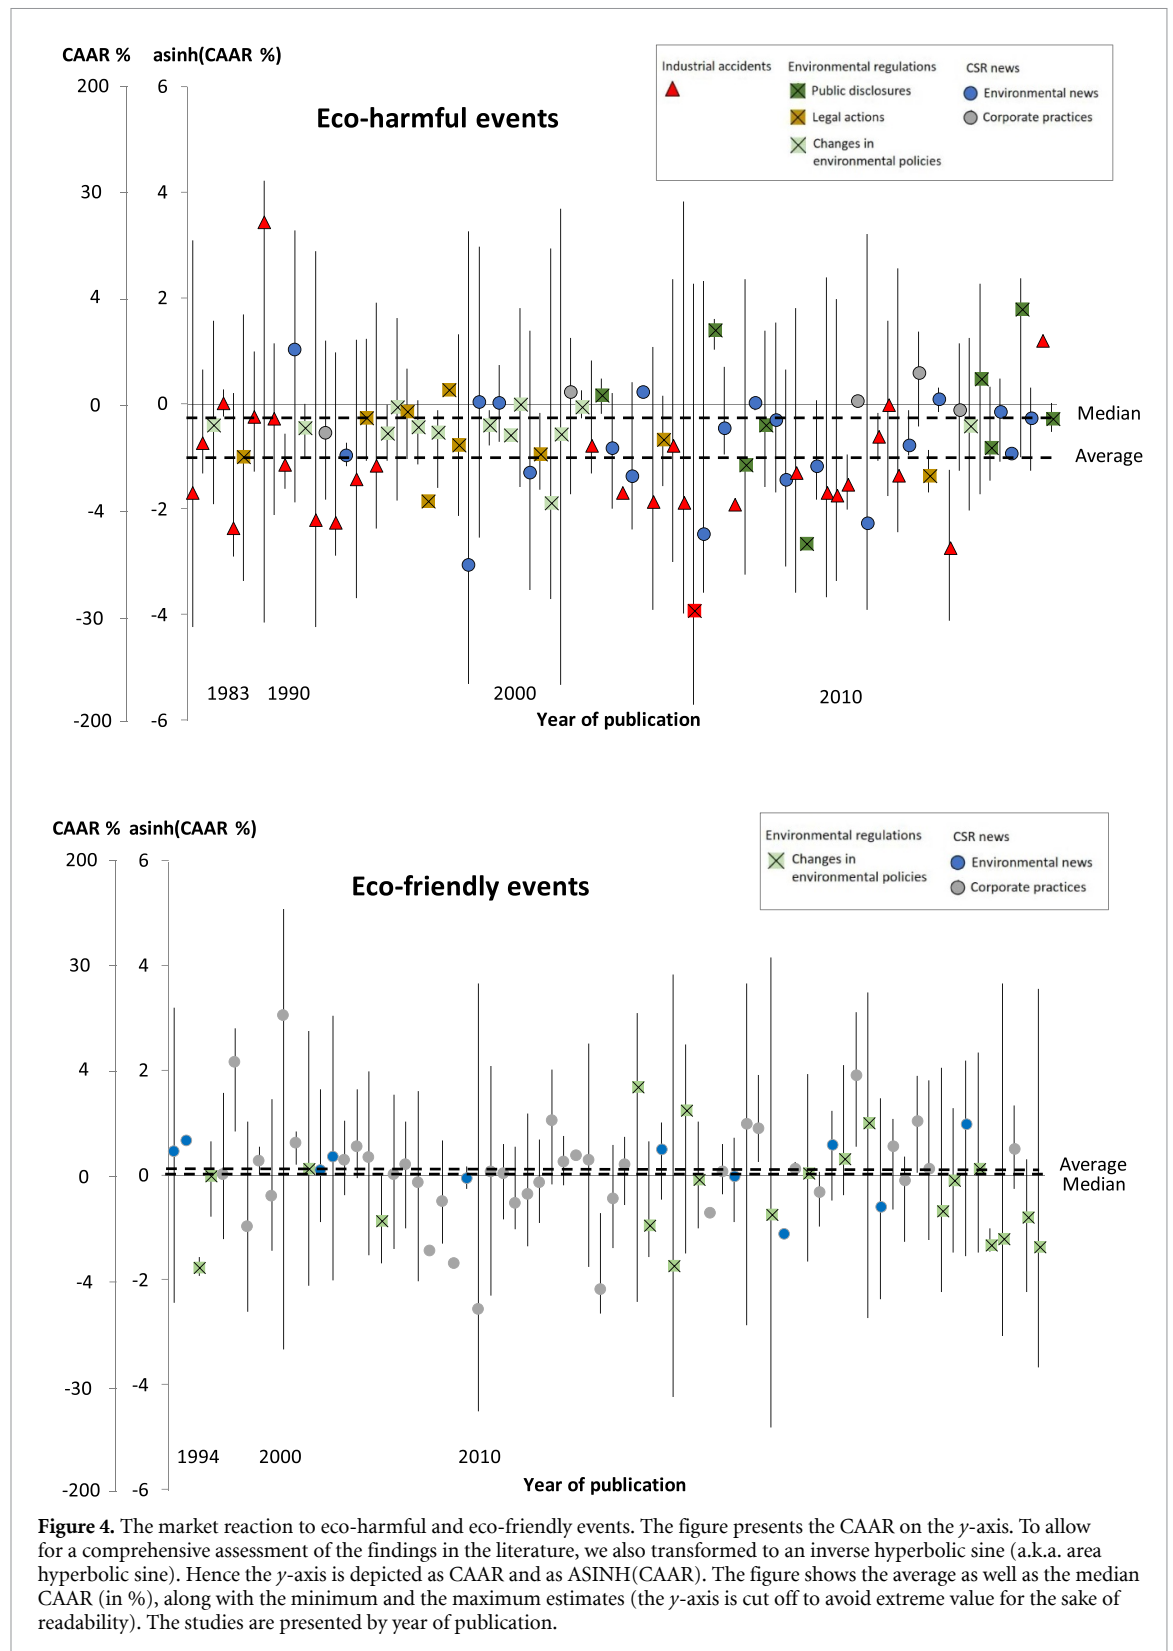 CAAR % asinh(CAAR %)
Industrial accidents
Environmental regulations
Public disclosures
Legal actions
Changes in
environmental policies
CSR news
Environmental news
Corporate practices
Eco-harmful events
200 6
30 4
4 2
0 0
-4 -2
-30 -4
-200 -6
Median
Average
1983 1990 2000 2010
Year of publication
CAAR % asinh(CAAR %)
Environmental regulations
Changes in
environmental policies
CSR news
Environmental news
Corporate practices
Eco-friendly events
200 6
30 4
4 2
0 0
-4 -2
-30 -4
-200 -6
Average
Median
1994 2000 2010
Year of publication
Figure 4. The market reaction to eco-harmful and eco-friendly events. The figure presents the CAAR on the y-axis. To allow
for a comprehensive assessment of the findings in the literature, we also transformed to an inverse hyperbolic sine (a.k.a. area
hyperbolic sine). Hence the y-axis is depicted as CAAR and as ASINH(CAAR). The figure shows the average as well as the median
CAAR (in %), along with the minimum and the maximum estimates (the y-axis is cut off to avoid extreme value for the sake of
readability). The studies are presented by year of publication.